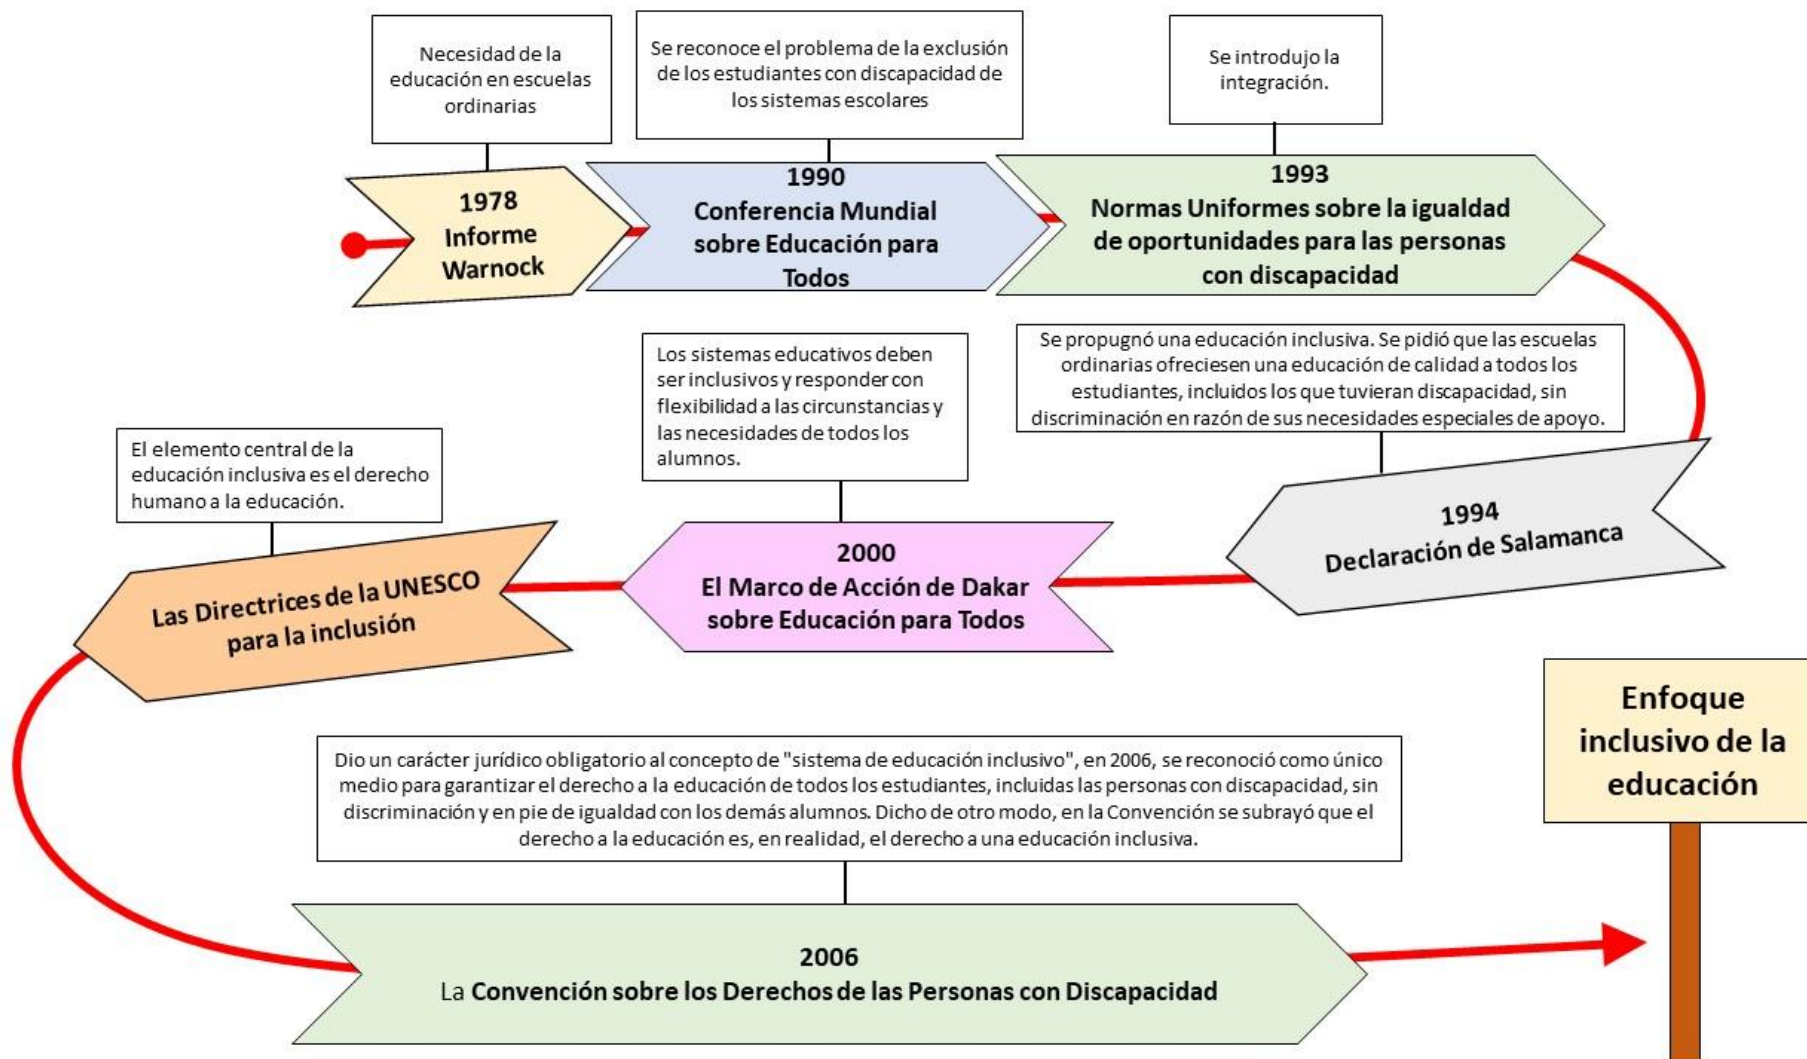 Necesidad de la
educación en escuelas
ordinarias
1978
Informe
Warnock
Se reconoce el problema de la exclusión
de los estudiantes con discapacidad de
los sistemas escolares
1990
Conferencia Mundial
sobre Educación para
Todos
Se introdujo la
integración.
1993
Normas Uniformes sobre la igualdad
de oportunidades para las personas
con discapacidad
Se propugnó una educación inclusiva. Se pidió que las escuelas
ordinarias ofreciesen una educación de calidad a todos los
estudiantes, incluidos los que tuvieran discapacidad, sin
discriminación en razón de sus necesidades especiales de apoyo.
1994
Declaración de Salamanca
Los sistemas educativos deben
ser inclusivos y responder con
flexibilidad a las circunstancias y
las necesidades de todos los
alumnos.
2000
El Marco de Acción de Dakar
sobre Educación para Todos
El elemento central de la
educación inclusiva es el derecho
humano a la educación.
Las Directrices de la UNESCO
para la inclusión
Dio un carácter jurídico obligatorio al concepto de "sistema de educación inclusivo", en 2006, se reconoció como único
medio para garantizar el derecho a la educación de todos los estudiantes, incluidas las personas con discapacidad, sin
discriminación y en pie de igualdad con los demás alumnos. Dicho de otro modo, en la Convención se subrayó que el
derecho a la educación es, en realidad, el derecho a una educación inclusiva.
2006
La Convención sobre los Derechos de las Personas con Discapacidad
Enfoque
inclusivo de la
educación